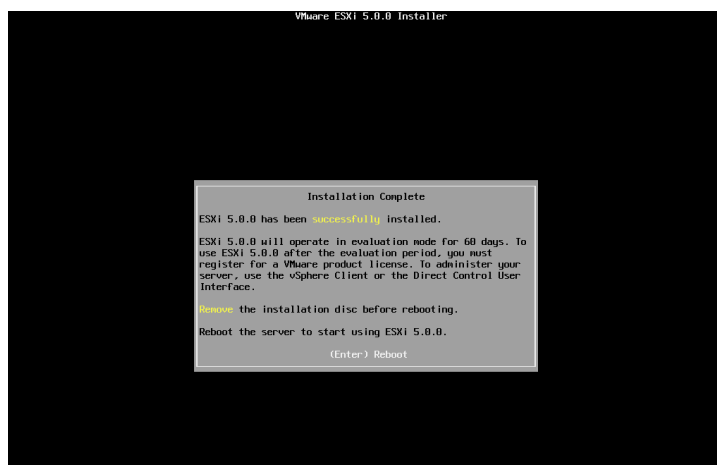 VMware ESXi 5.0.0 Installer
Installation Complete
ESXi 5.0.0 has been successfully installed.
ESXi 5.0.0 will operate in evaluation mode for 60 days. To
use ESXi 5.0.0 after the evaluation period, you must
register for a VMware product license. To administer your
server, use the vSphere Client or the Direct Control User
Interface.
Remove the installation disc before rebooting.
Reboot the server to start using ESXi 5.0.0.
(Enter) Reboot